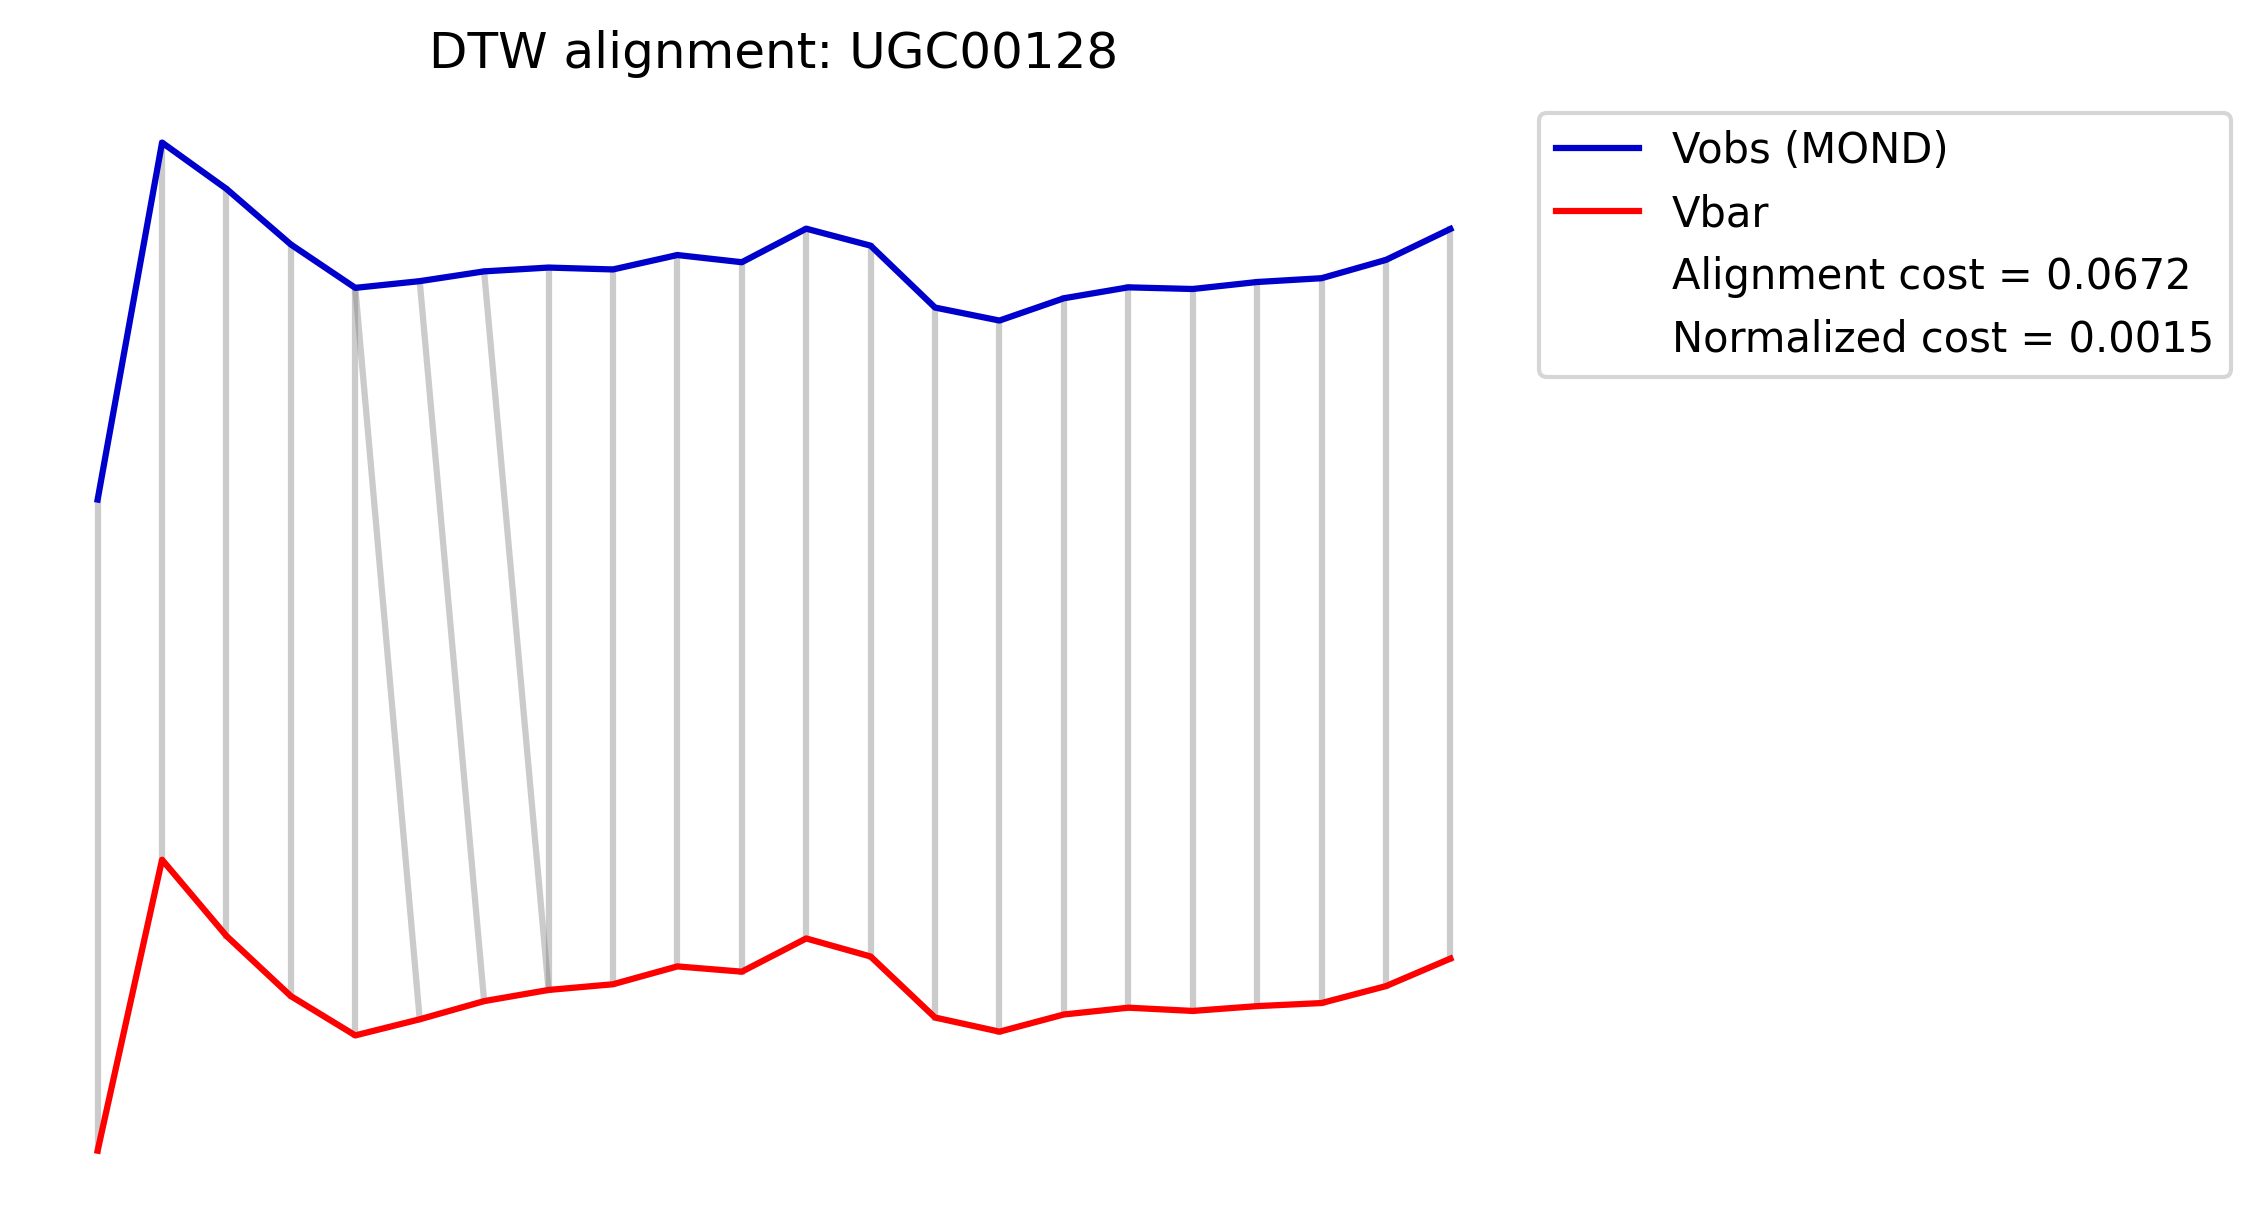 DTW alignment: UGC00128
Vobs (MOND)
Vbar
Alignment cost = 0.0672
Normalized cost = 0.0015